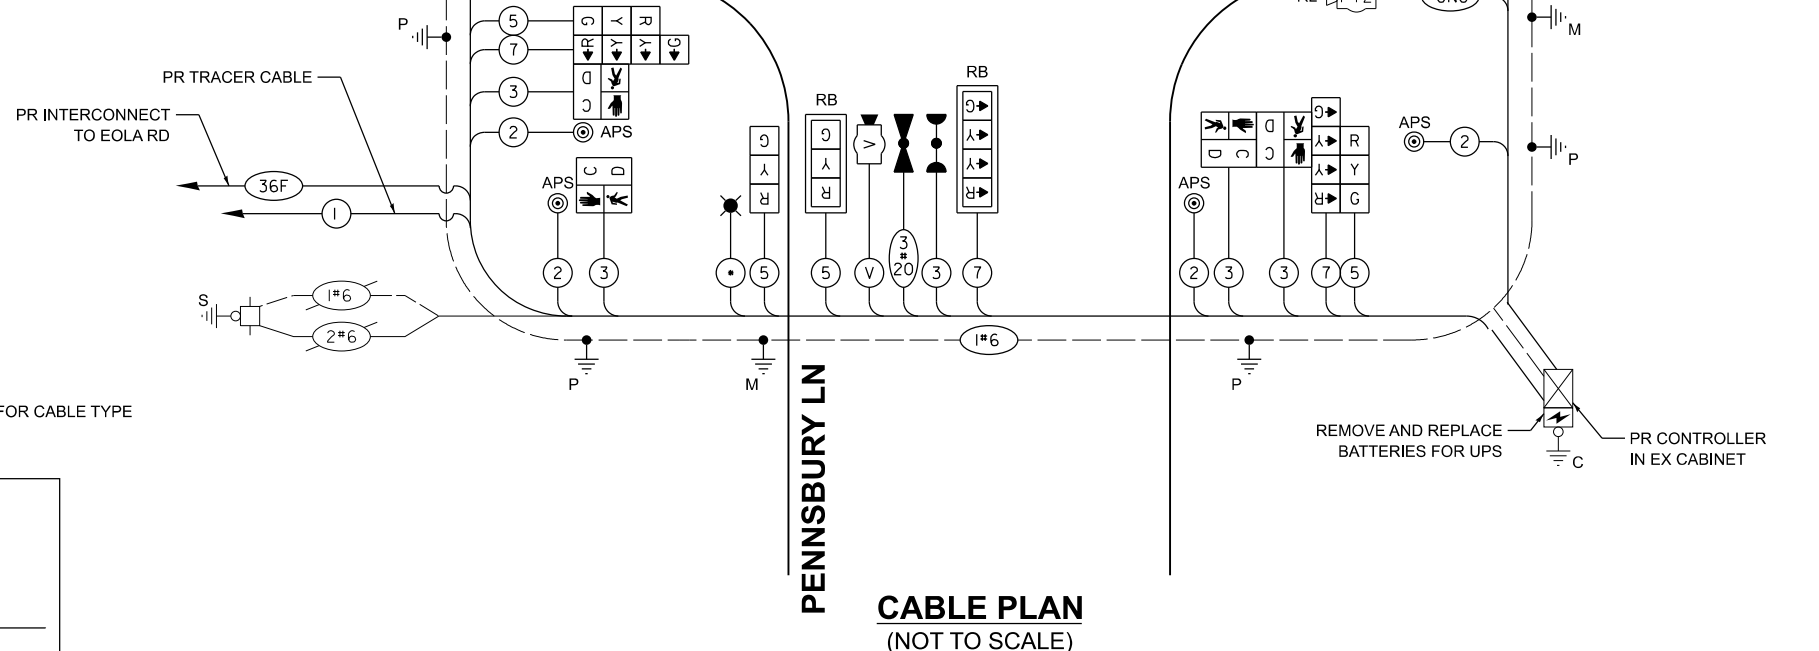 P
5
G Y R
7
R Y Y G
3
D
C
2
APS
PR TRACER CABLE
PR INTERCONNECT
TO EOLA RD
36F
1
APS
C D
2
3
*
G
Y
R
5
RB
G
Y
R
5
V
V
3
#
20
3
RB
G
Y
Y
R
7
APS
2
D C
D
C
3
3
G
Y R
Y Y
R G
7
5
APS
2
M
P
S
1#6
2#6
P
M
1#6
P
PENNSBURY LN
FOR CABLE TYPE
REMOVE AND REPLACE
BATTERIES FOR UPS
C
PR CONTROLLER
IN EX CABINET
CABLE PLAN
(NOT TO SCALE)